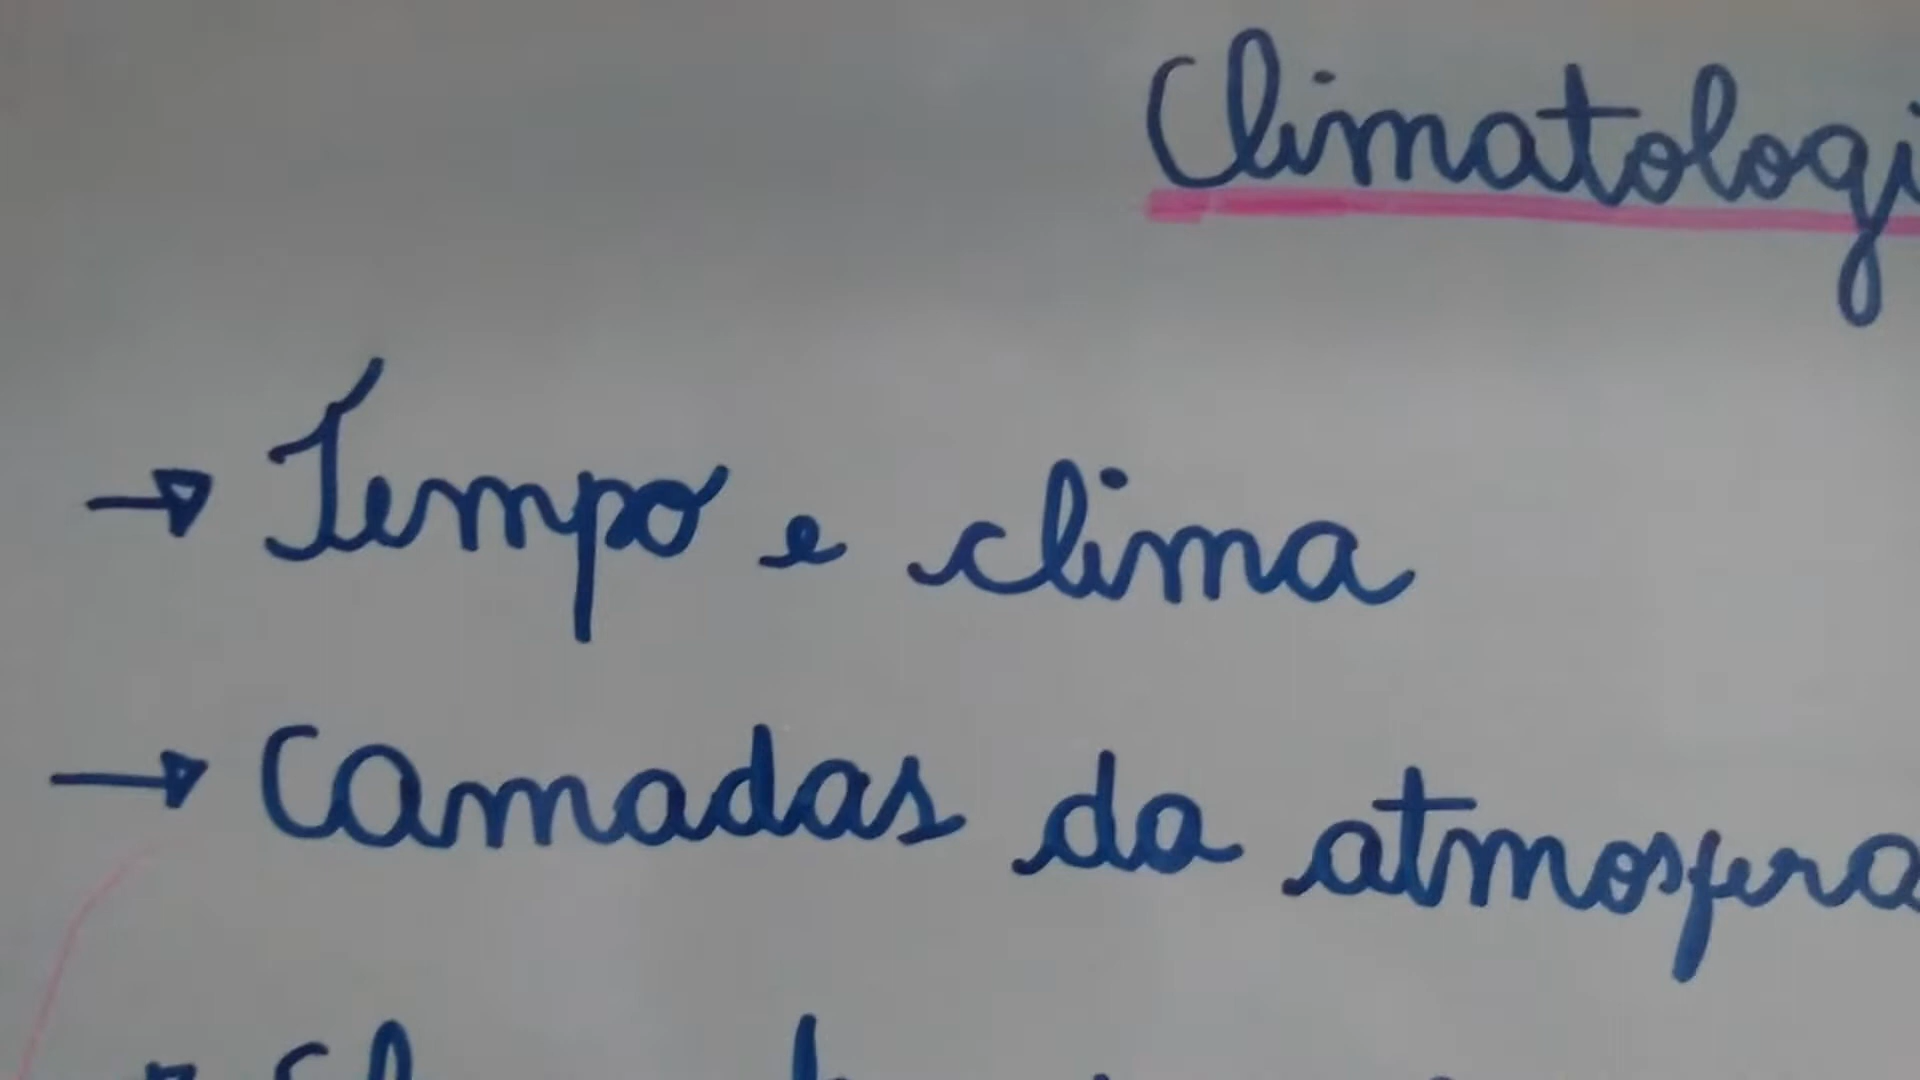 Climatologi
→ Tempo e clima
→ Camadas da atmosfera